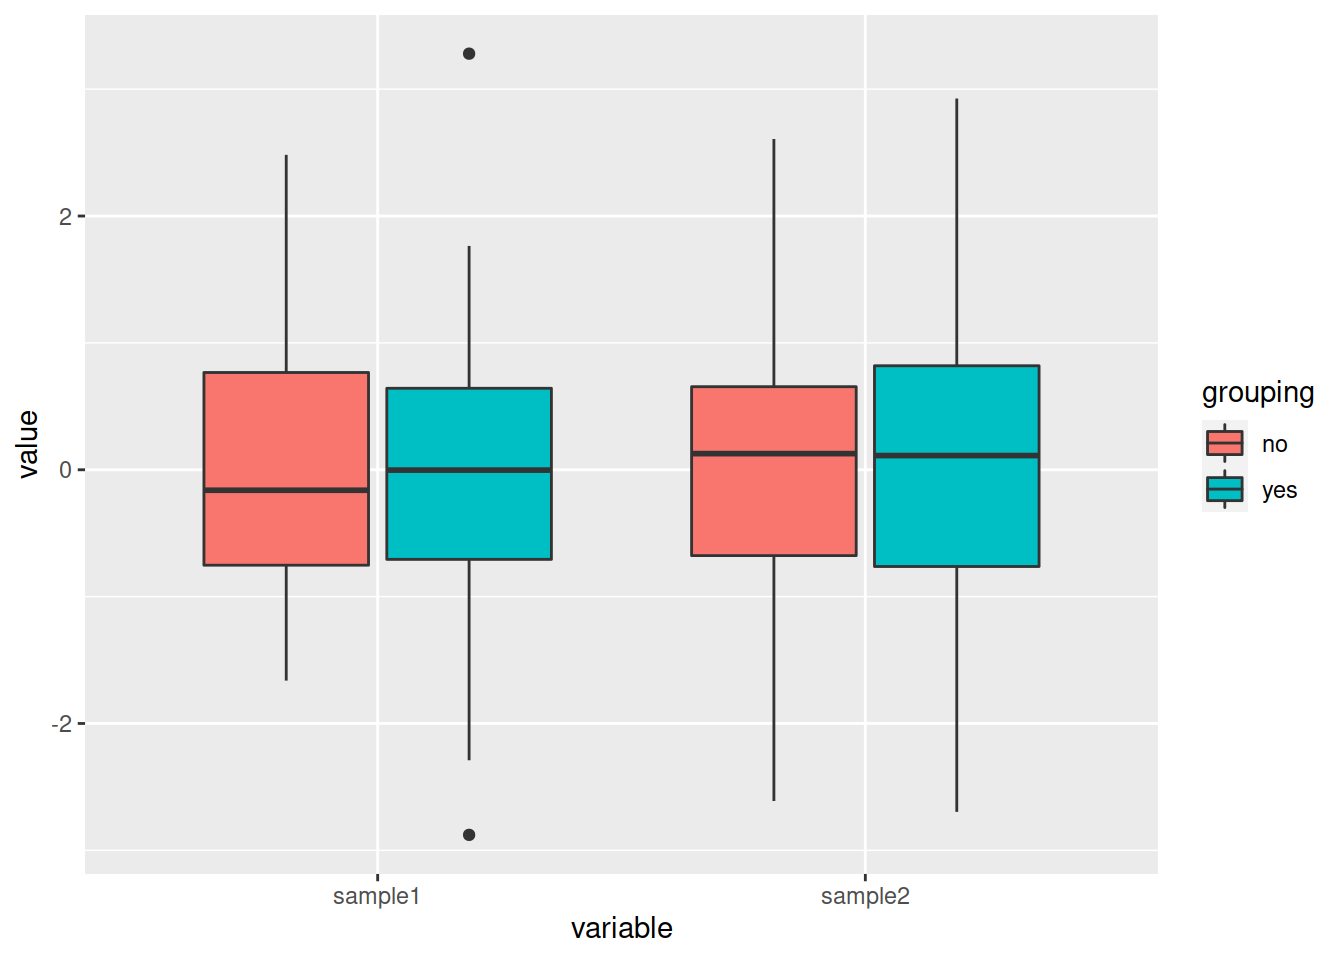 value
2
0
-2
sample1
sample2
variable
grouping
no
yes